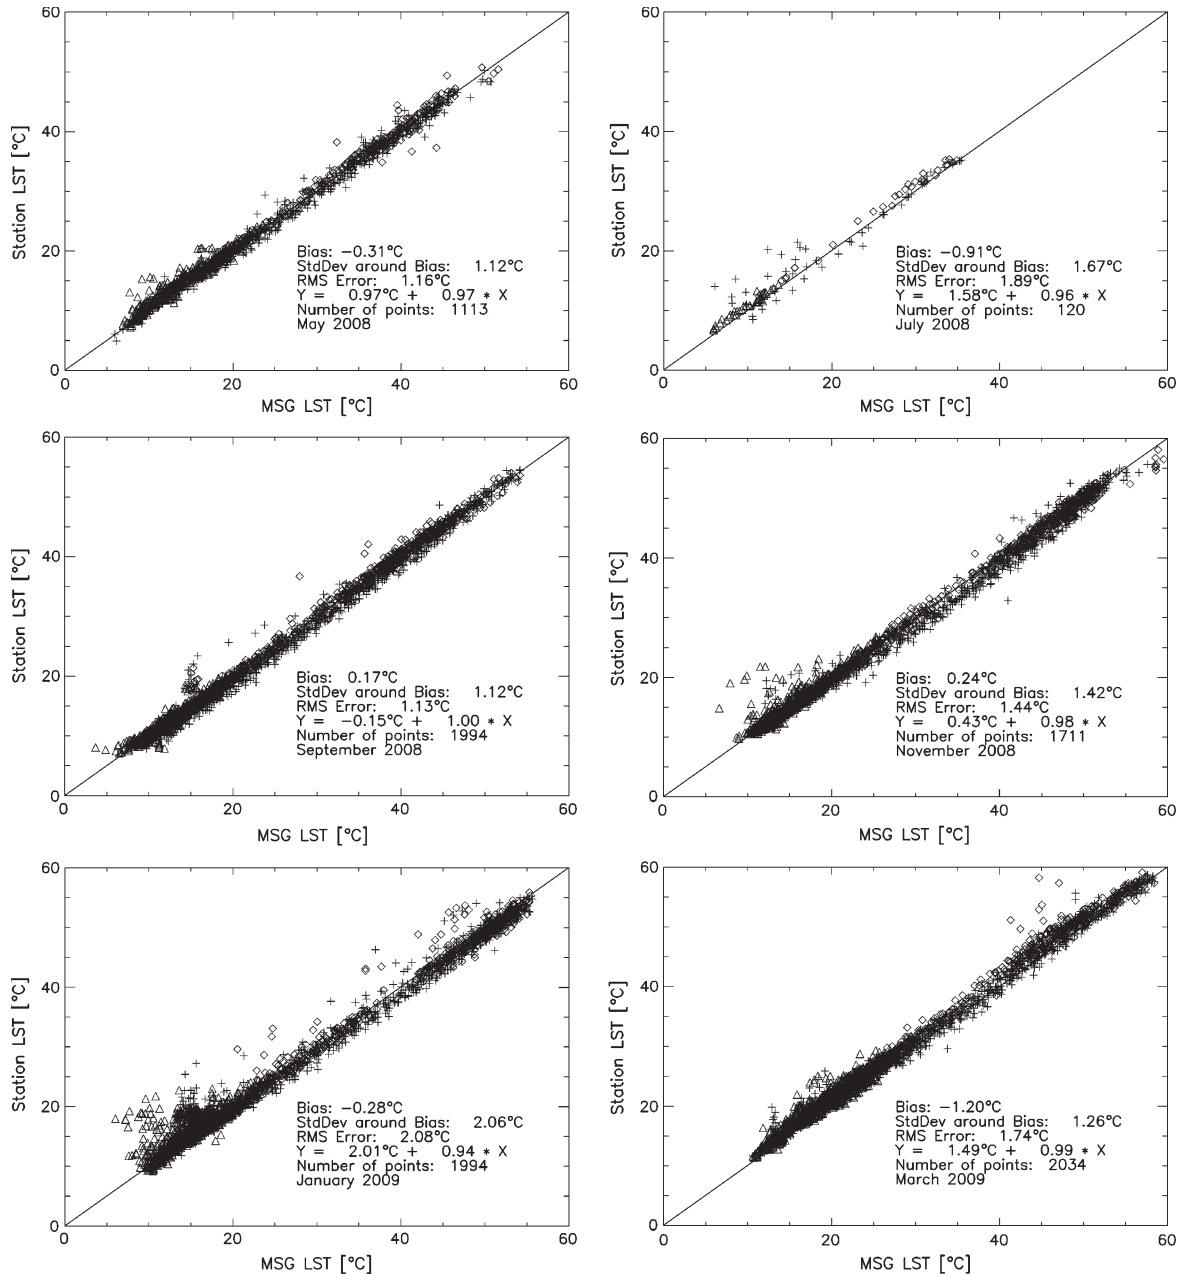 60
40
20
0
Station LST [°C]
Bias: −0.31°C
StdDev around Bias: 1.12°C
RMS Error: 1.16°C
Y = 0.97°C + 0.97 * X
Number of points: 1113
May 2008
0 20 40 60
MSG LST [°C]
60
40
20
0
Station LST [°C]
Bias: −0.91°C
StdDev around Bias: 1.67°C
RMS Error: 1.89°C
Y = 1.58°C + 0.96 * X
Number of points: 120
July 2008
0 20 40 60
MSG LST [°C]
60
40
20
0
Station LST [°C]
Bias: 0.17°C
StdDev around Bias: 1.12°C
RMS Error: 1.13°C
Y = −0.15°C + 1.00 * X
Number of points: 1994
September 2008
0 20 40 60
MSG LST [°C]
60
40
20
0
Station LST [°C]
Bias: 0.24°C
StdDev around Bias: 1.42°C
RMS Error: 1.44°C
Y = 0.43°C + 0.98 * X
Number of points: 1711
November 2008
0 20 40 60
MSG LST [°C]
60
40
20
0
Station LST [°C]
Bias: −0.28°C
StdDev around Bias: 2.06°C
RMS Error: 2.08°C
Y = 2.01°C + 0.94 * X
Number of points: 1994
January 2009
0 20 40 60
MSG LST [°C]
60
40
20
0
Station LST [°C]
Bias: −1.20°C
StdDev around Bias: 1.26°C
RMS Error: 1.74°C
Y = 1.49°C + 0.99 * X
Number of points: 2034
March 2009
0 20 40 60
MSG LST [°C]